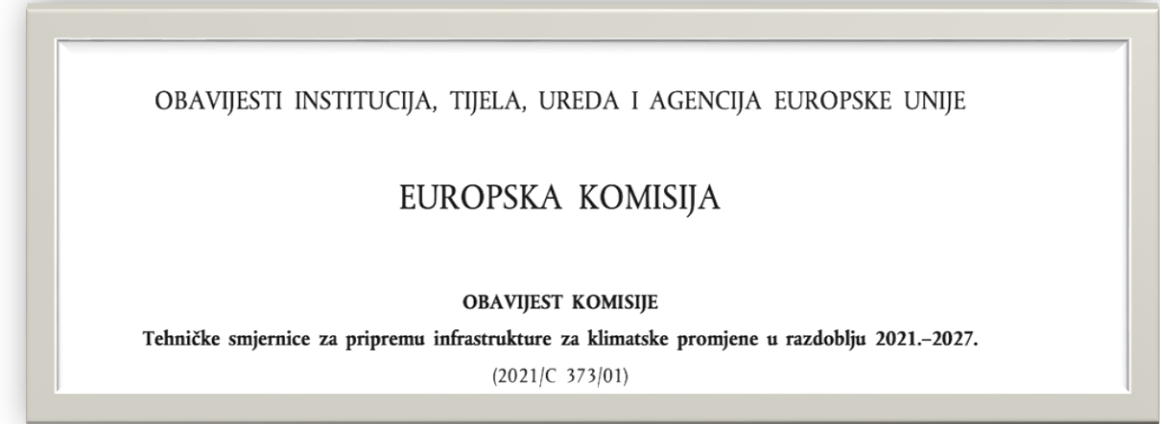 OBAVIJESTI INSTITUCIJA, TIJELA, UREDA I AGENCIJA EUROPSKE UNIJE
EUROPSKA KOMISIJA
OBAVIJEST KOMISIJE
Tehničke smjernice za pripremu infrastrukture za klimatske promjene u razdoblju 2021.–2027.
(2021/C 373/01)